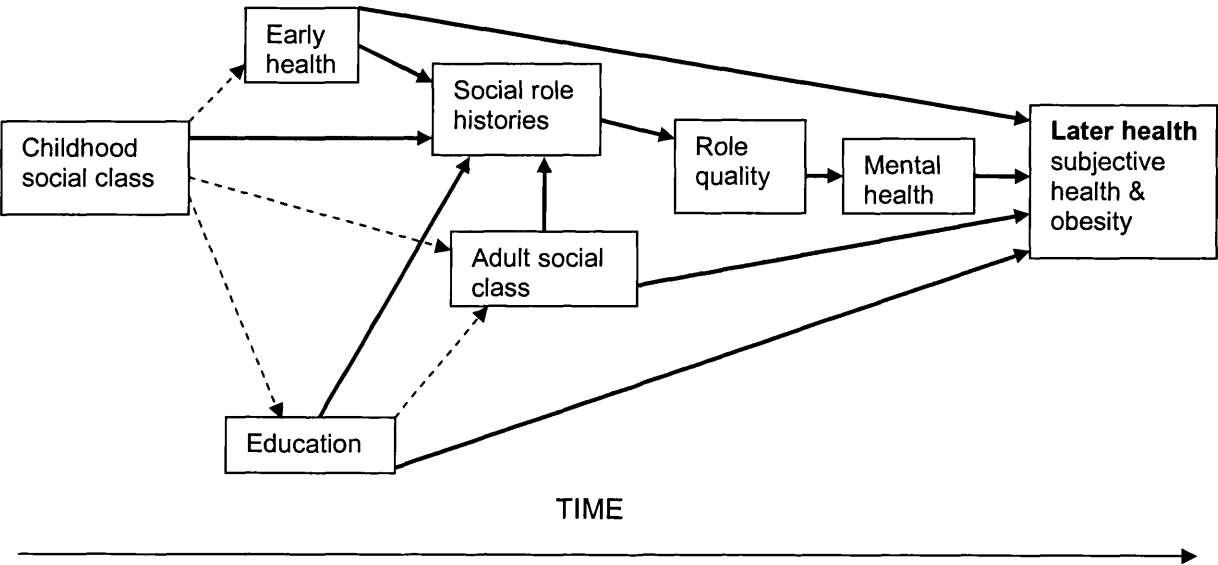 Early
health
Social role
histories
Childhood
social class
Role
quality
Mental
health
Later health
subjective
health &
obesity
Adult social
class
Education
TIME